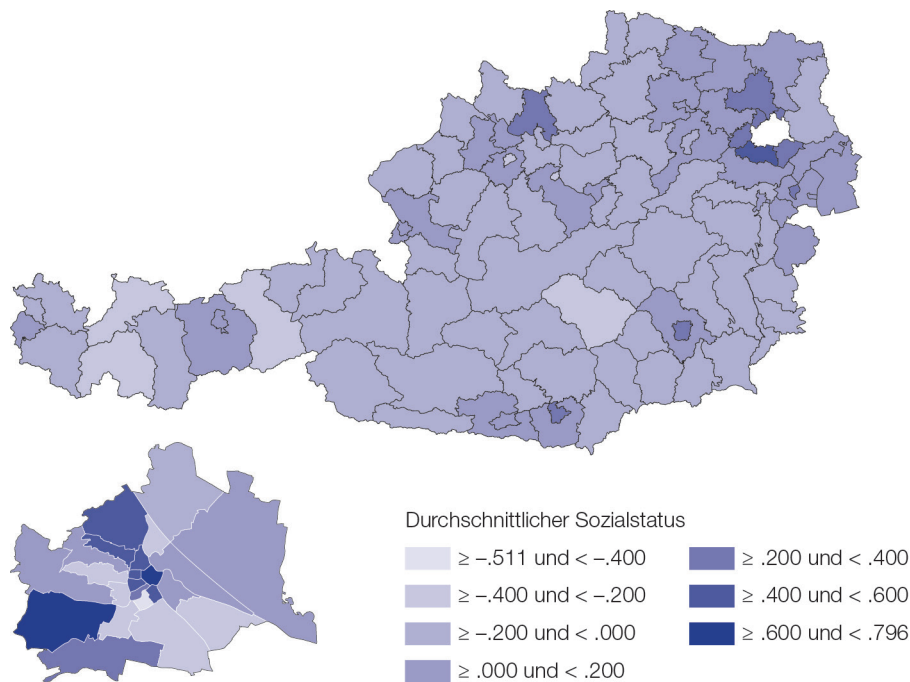 Durchschnittlicher Sozialstatus
≥ –.511 und < –.400
≥ –.400 und < –.200
≥ –.200 und < .000
≥ .000 und < .200
≥ .200 und < .400
≥ .400 und < .600
≥ .600 und < .796